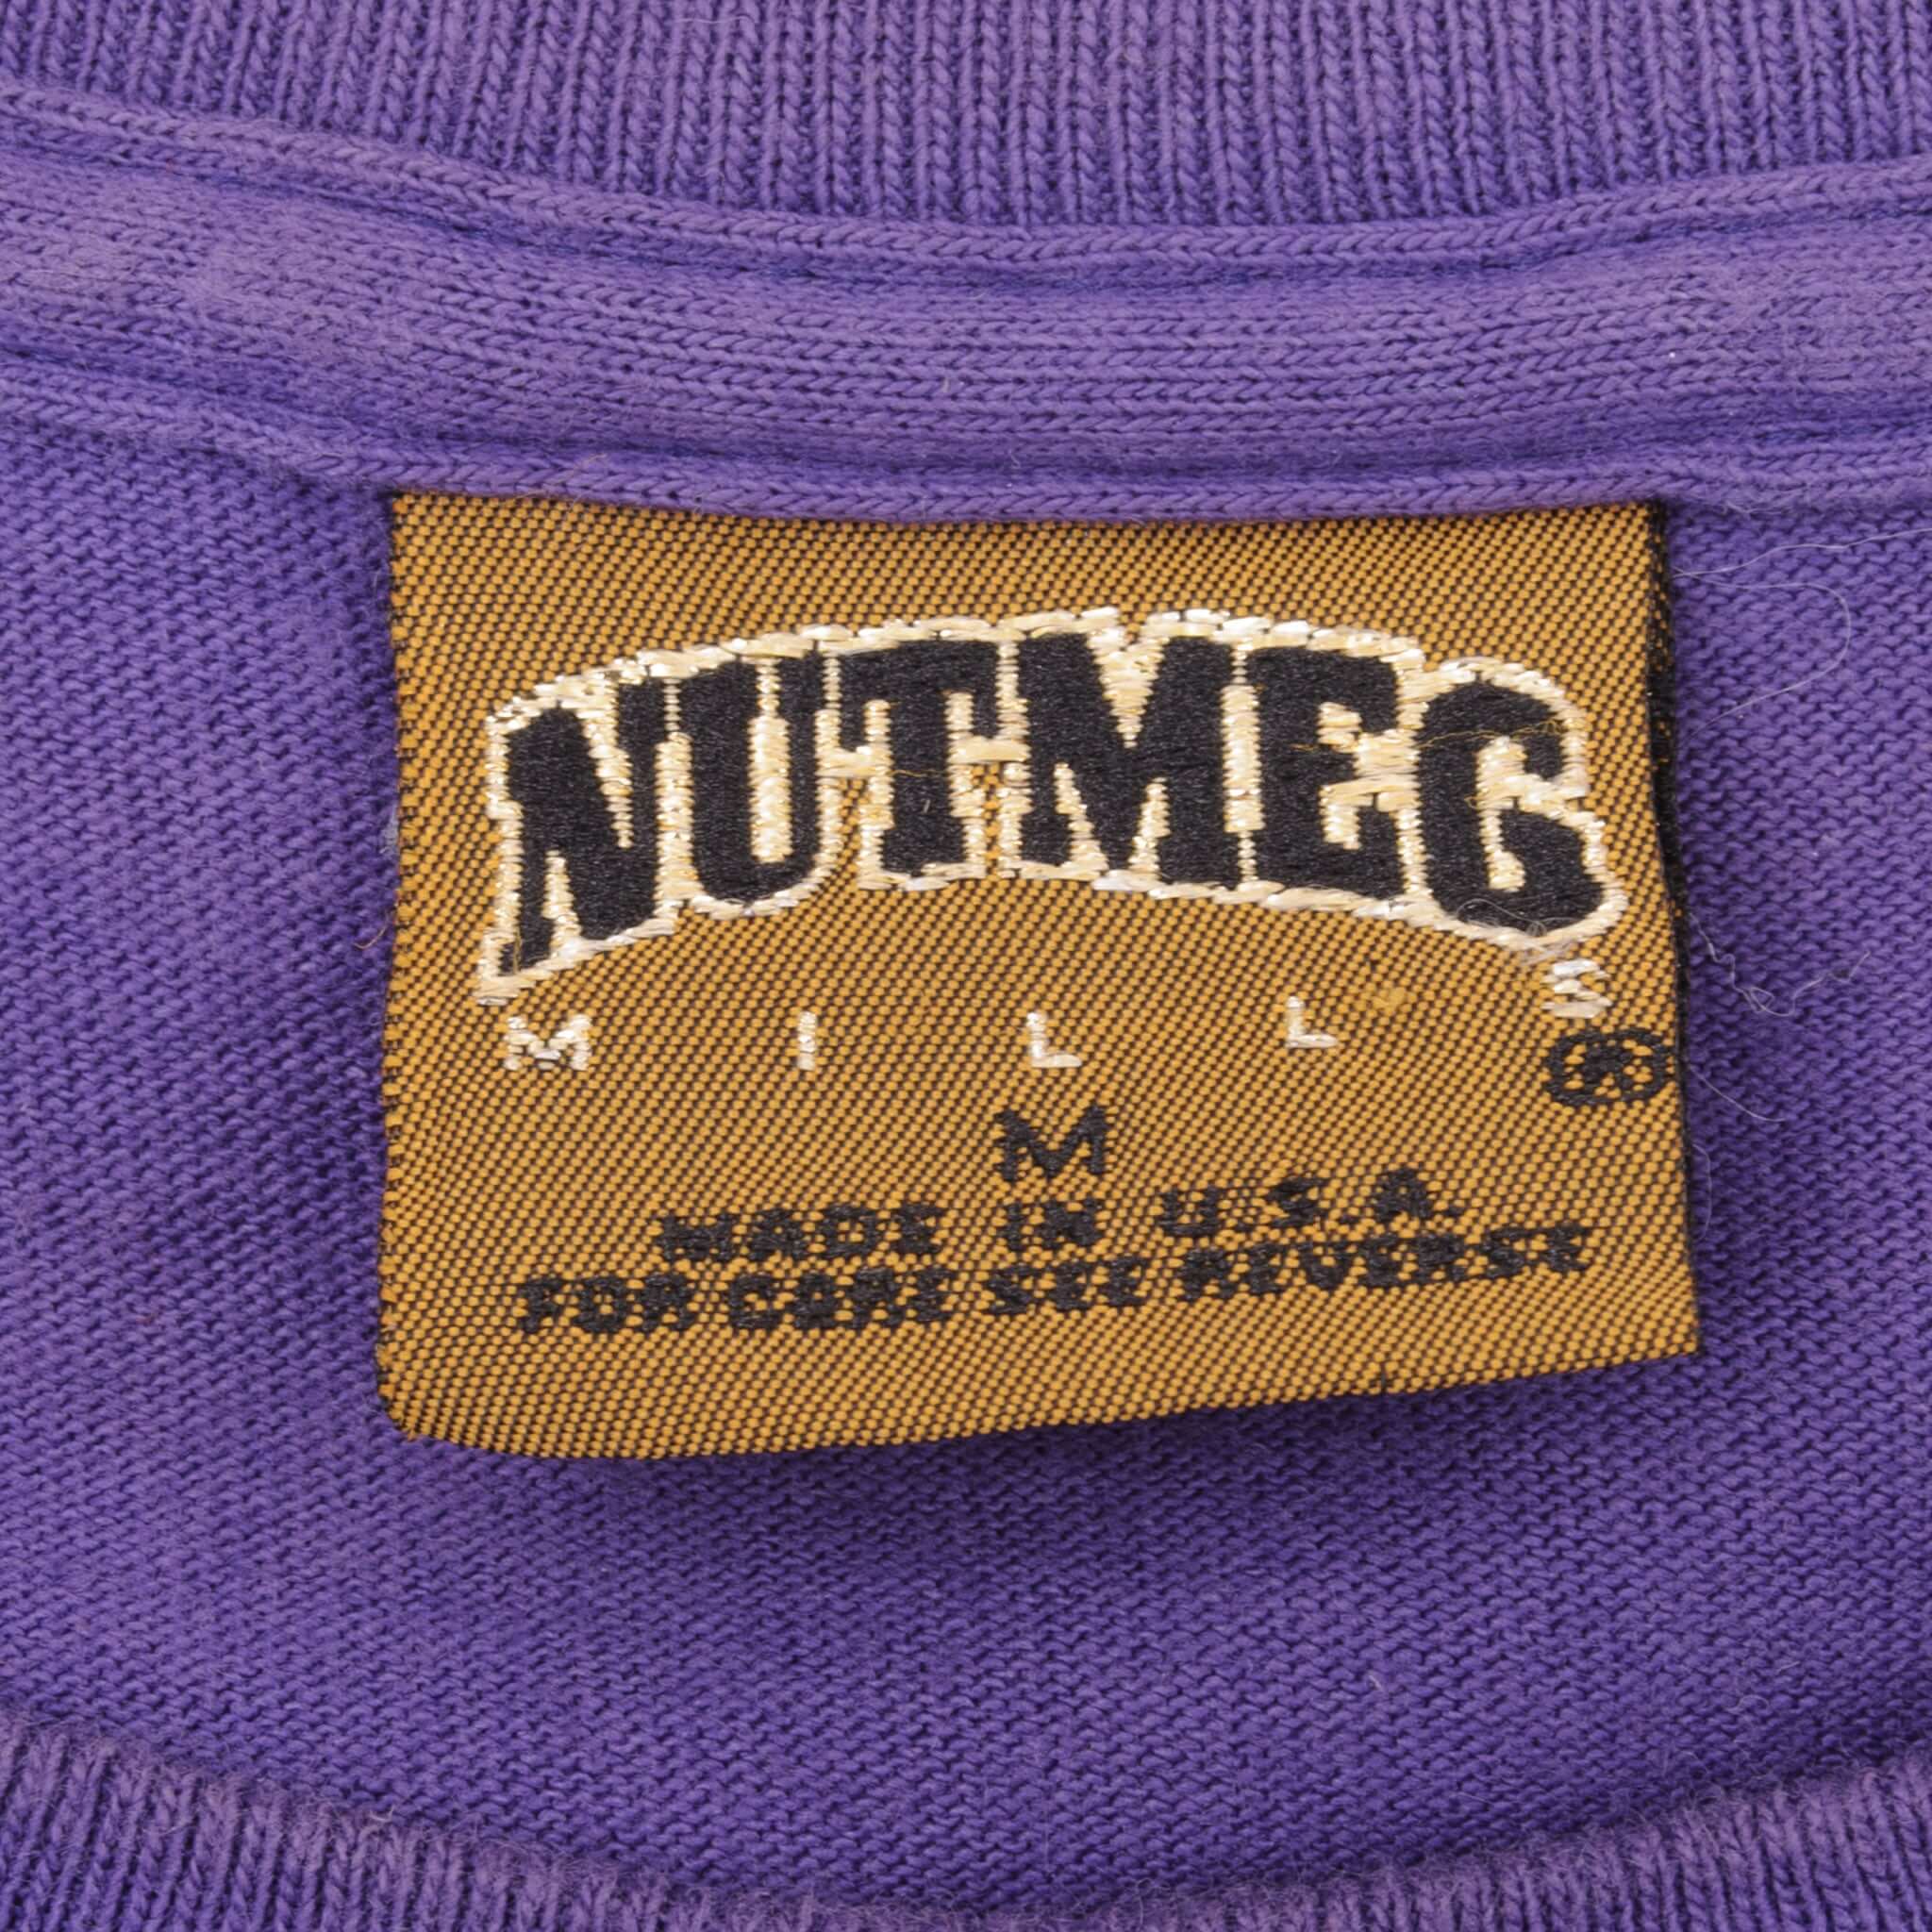 NUTMEG
MILLS
®
M
MADE IN U.S.A.
FOR CARE SEE REVERSE